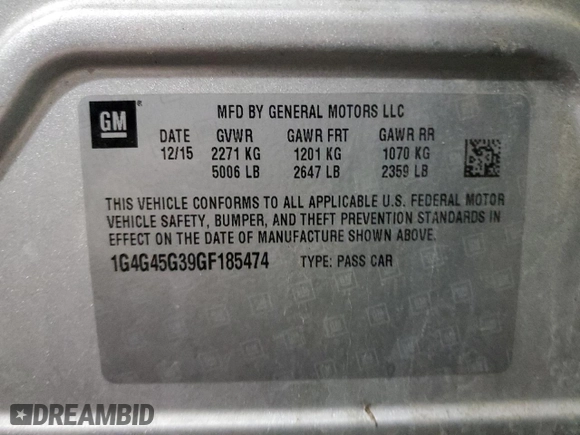 GM
MFD BY GENERAL MOTORS LLC
DATE GVWR GAWR FRT GAWR RR
12/15 2271 KG 1201 KG 1070 KG
5006 LB 2647 LB 2359 LB
THIS VEHICLE CONFORMS TO ALL APPLICABLE U.S. FEDERAL MOTOR
VEHICLE SAFETY, BUMPER, AND THEFT PREVENTION STANDARDS IN
EFFECT ON THE DATE OF MANUFACTURE SHOWN ABOVE.
1G4G45G39GF185474 TYPE: PASS CAR
DREAMBID